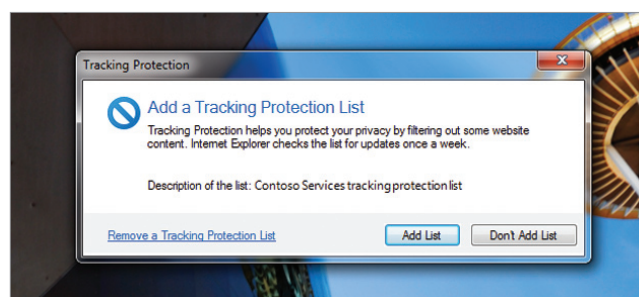 Tracking Protection
Add a Tracking Protection List
Tracking Protection helps you protect your privacy by filtering out some website
content. Internet Explorer checks the list for updates once a week.
Description of the list: Contoso Services tracking protection list
Remove a Tracking Protection List
Add List
Don't Add List